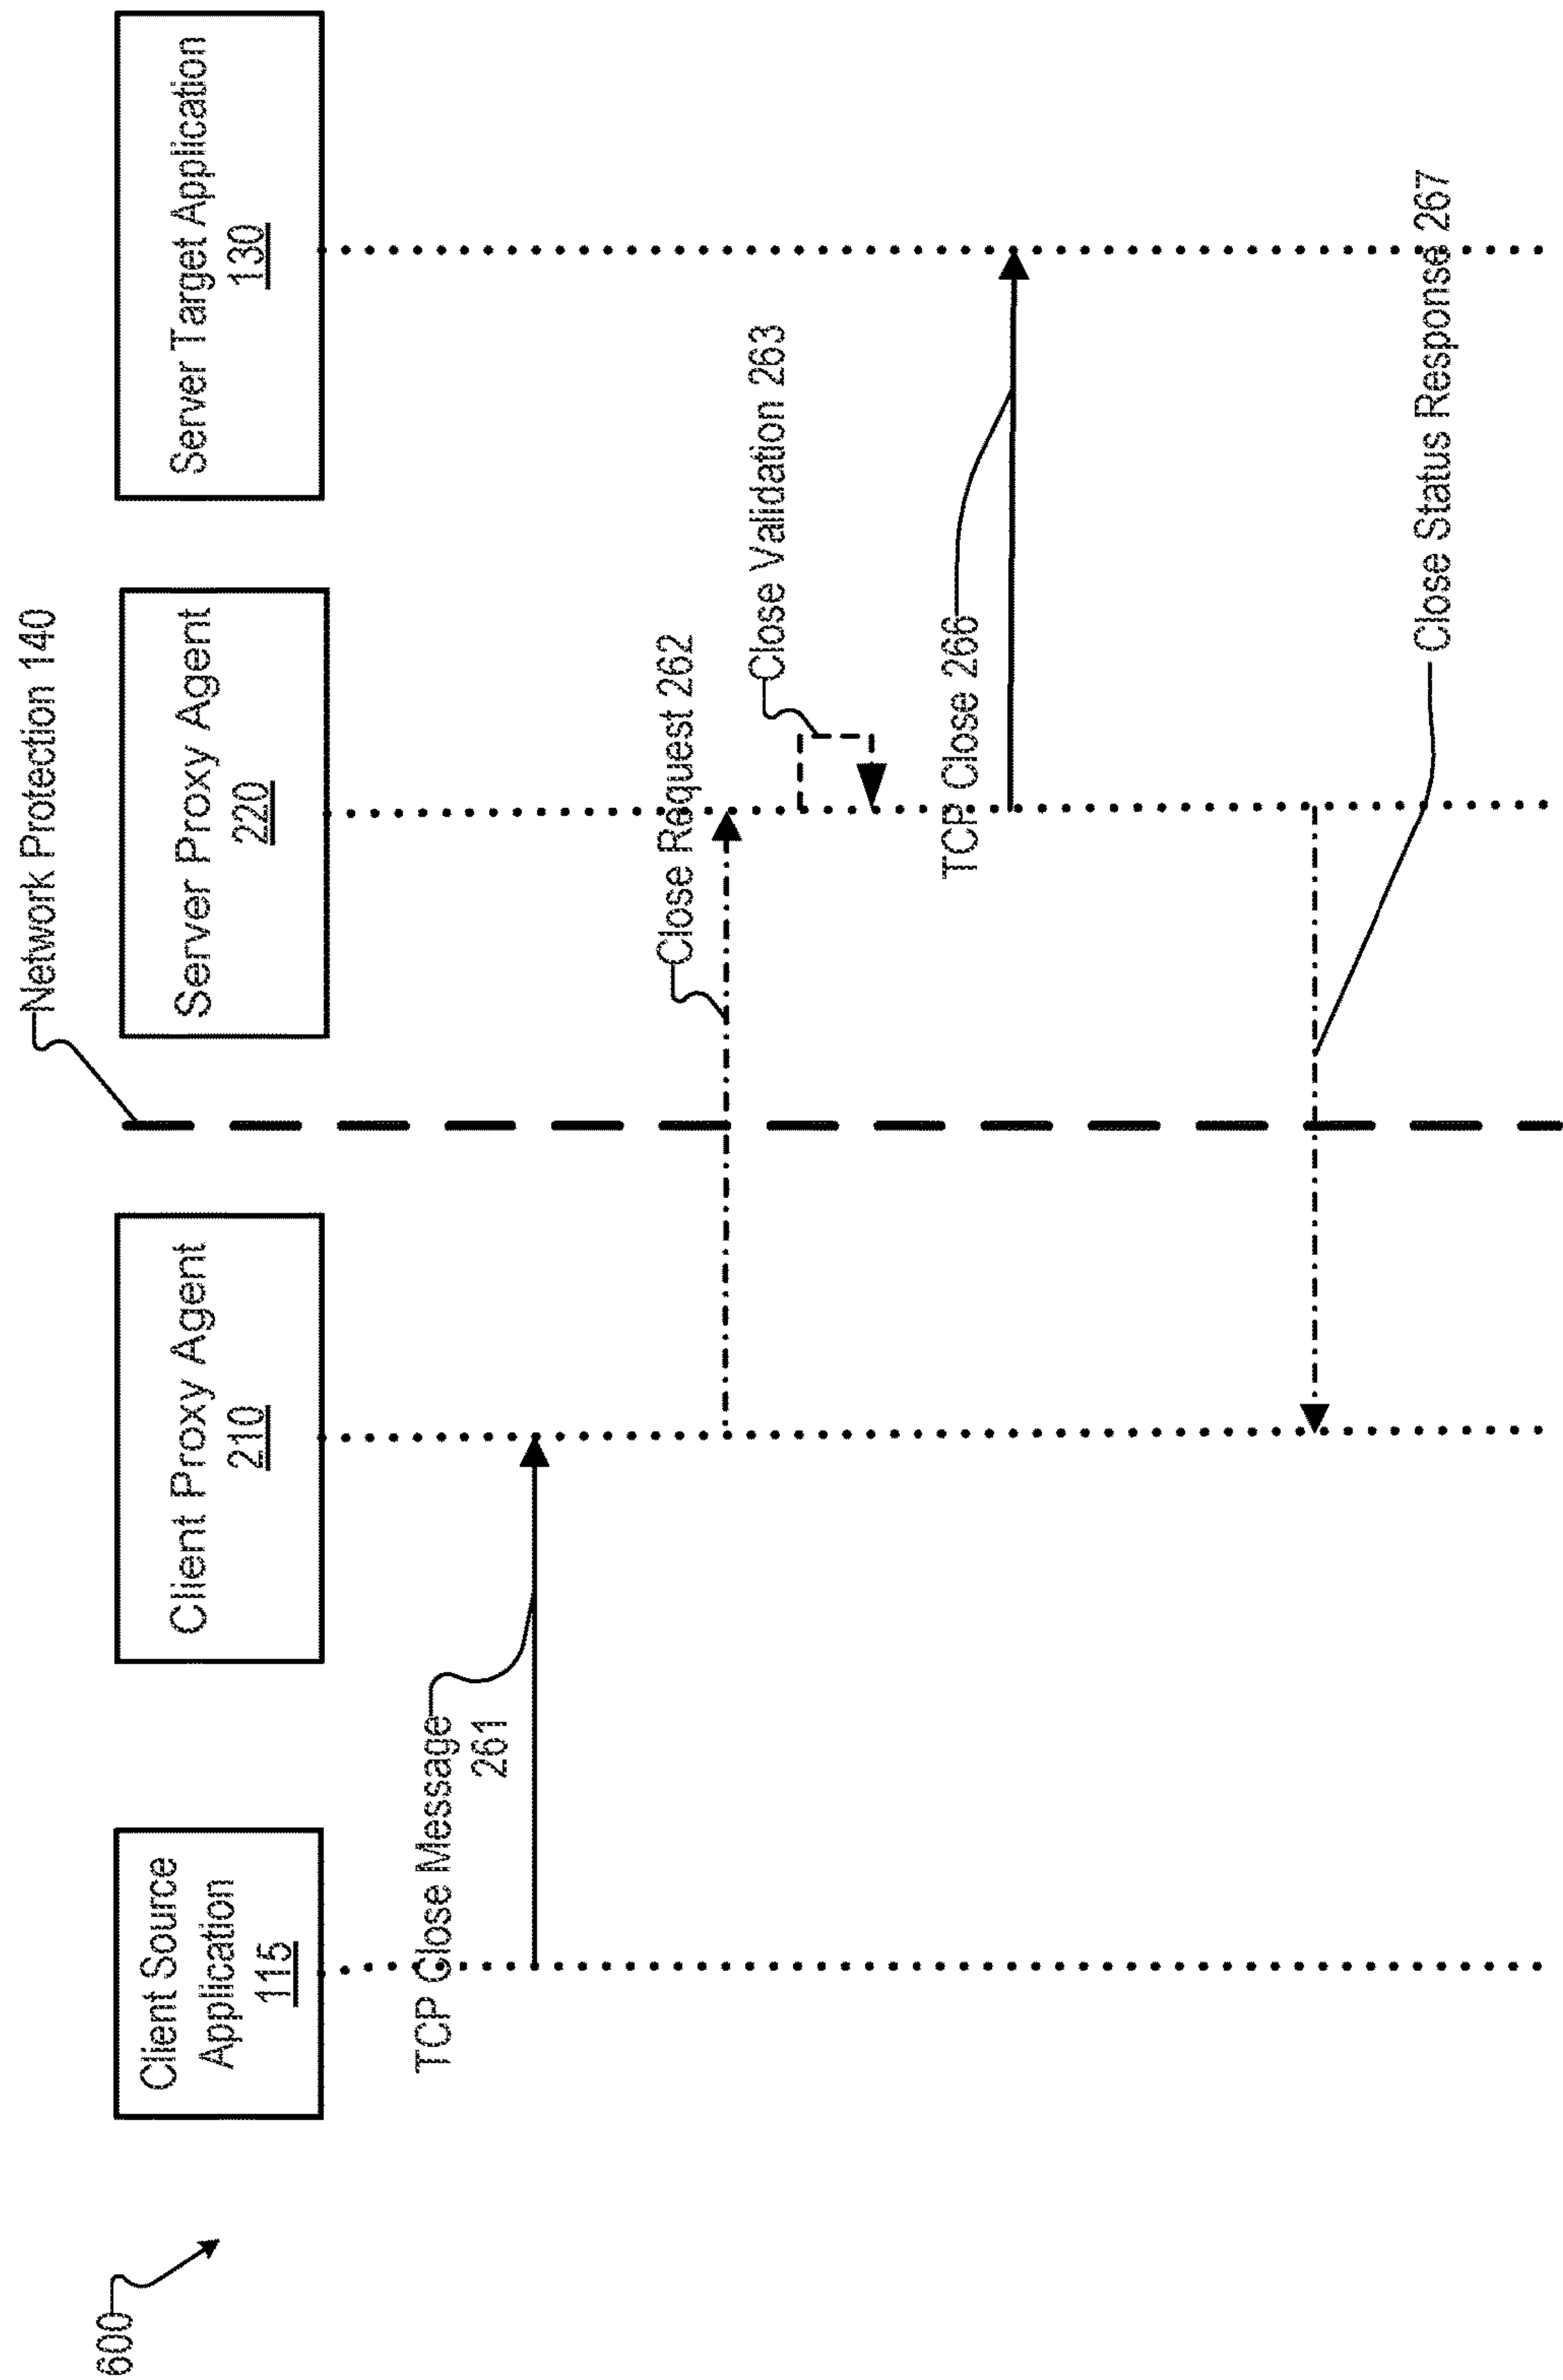 600
Network Protection 140
Client Source
Application
115
Client Proxy Agent
210
Server Proxy Agent
220
Server Target Application
130
TCP Close Message
261
Close Request 262
Close Validation 263
TCP Close 266
Close Status Response 267